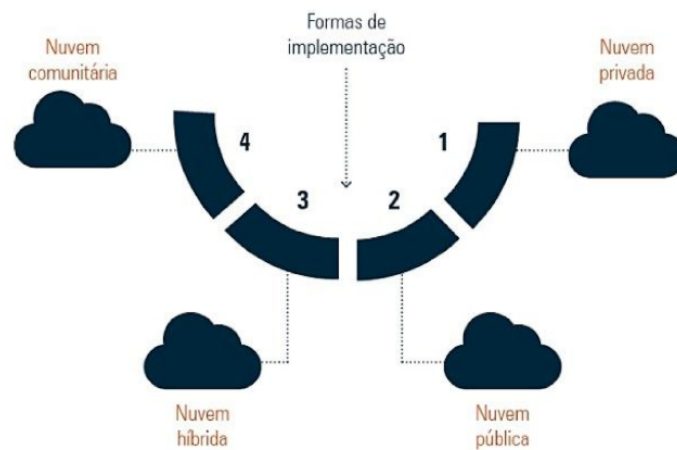 Formas de
implementação
Nuvem
comunitária
Nuvem
privada
4
1
3
2
Nuvem
híbrida
Nuvem
pública